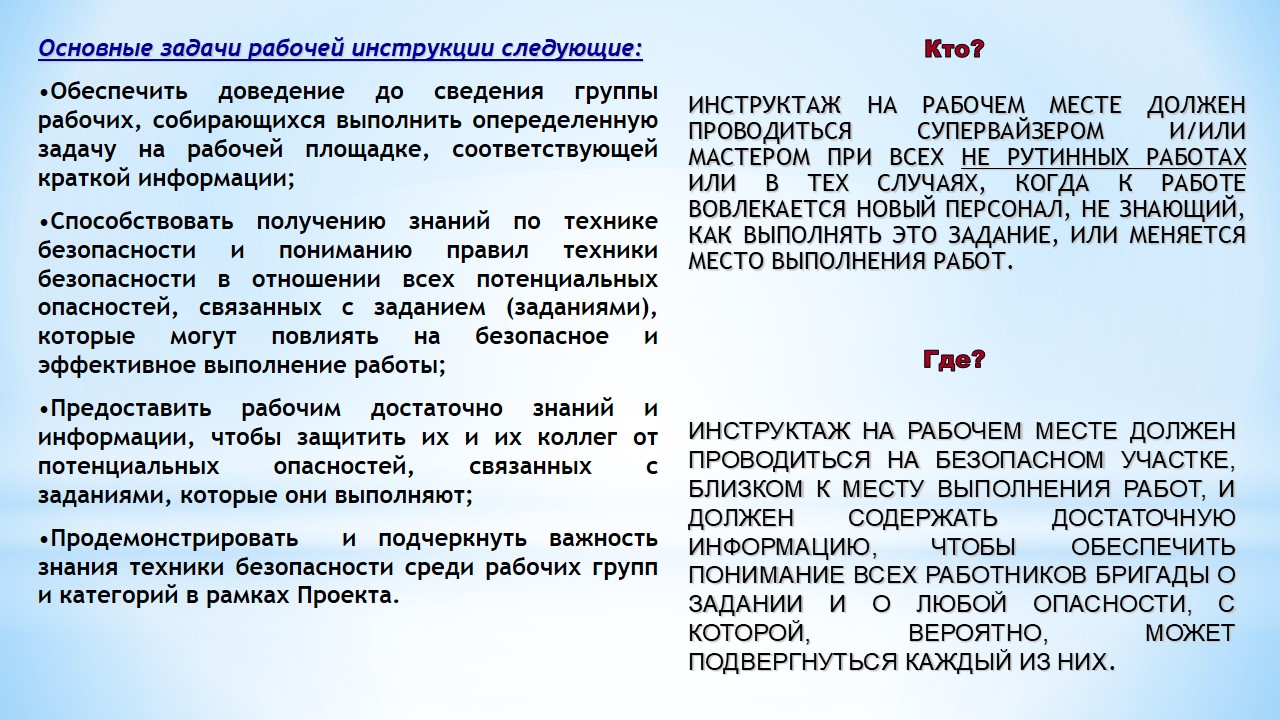 Основные задачи рабочей инструкции следующие:
•Обеспечить доведение до сведения группы
рабочих, собирающихся выполнить опеределенную
задачу на рабочей площадке, соответствующей
краткой информации;
•Способствовать получению знаний по технике
безопасности и пониманию правил техники
безопасности в отношении всех потенциальных
опасностей, связанных с заданием (заданиями),
которые могут повлиять на безопасное и
эффективное выполнение работы;
•Предоставить рабочим достаточно знаний и
информации, чтобы защитить их и их коллег от
потенциальных опасностей, связанных с
заданиями, которые они выполняют;
•Продемонстрировать и подчеркнуть важность
знания техники безопасности среди рабочих групп
и категорий в рамках Проекта.
Кто?
ИНСТРУКТАЖ НА РАБОЧЕМ МЕСТЕ ДОЛЖЕН
ПРОВОДИТЬСЯ СУПЕРВАЙЗЕРОМ И/ИЛИ
МАСТЕРОМ ПРИ ВСЕХ НЕ РУТИННЫХ РАБОТАХ
ИЛИ В ТЕХ СЛУЧАЯХ, КОГДА К РАБОТЕ
ВОВЛЕКАЕТСЯ НОВЫЙ ПЕРСОНАЛ, НЕ ЗНАЮЩИЙ,
КАК ВЫПОЛНЯТЬ ЭТО ЗАДАНИЕ, ИЛИ МЕНЯЕТСЯ
МЕСТО ВЫПОЛНЕНИЯ РАБОТ.
Где?
ИНСТРУКТАЖ НА РАБОЧЕМ МЕСТЕ ДОЛЖЕН
ПРОВОДИТЬСЯ НА БЕЗОПАСНОМ УЧАСТКЕ,
БЛИЗКОМ К МЕСТУ ВЫПОЛНЕНИЯ РАБОТ, И
ДОЛЖЕН СОДЕРЖАТЬ ДОСТАТОЧНУЮ
ИНФОРМАЦИЮ, ЧТОБЫ ОБЕСПЕЧИТЬ
ПОНИМАНИЕ ВСЕХ РАБОТНИКОВ БРИГАДЫ О
ЗАДАНИИ И О ЛЮБОЙ ОПАСНОСТИ, С
КОТОРОЙ, ВЕРОЯТНО, МОЖЕТ
ПОДВЕРГНУТЬСЯ КАЖДЫЙ ИЗ НИХ.